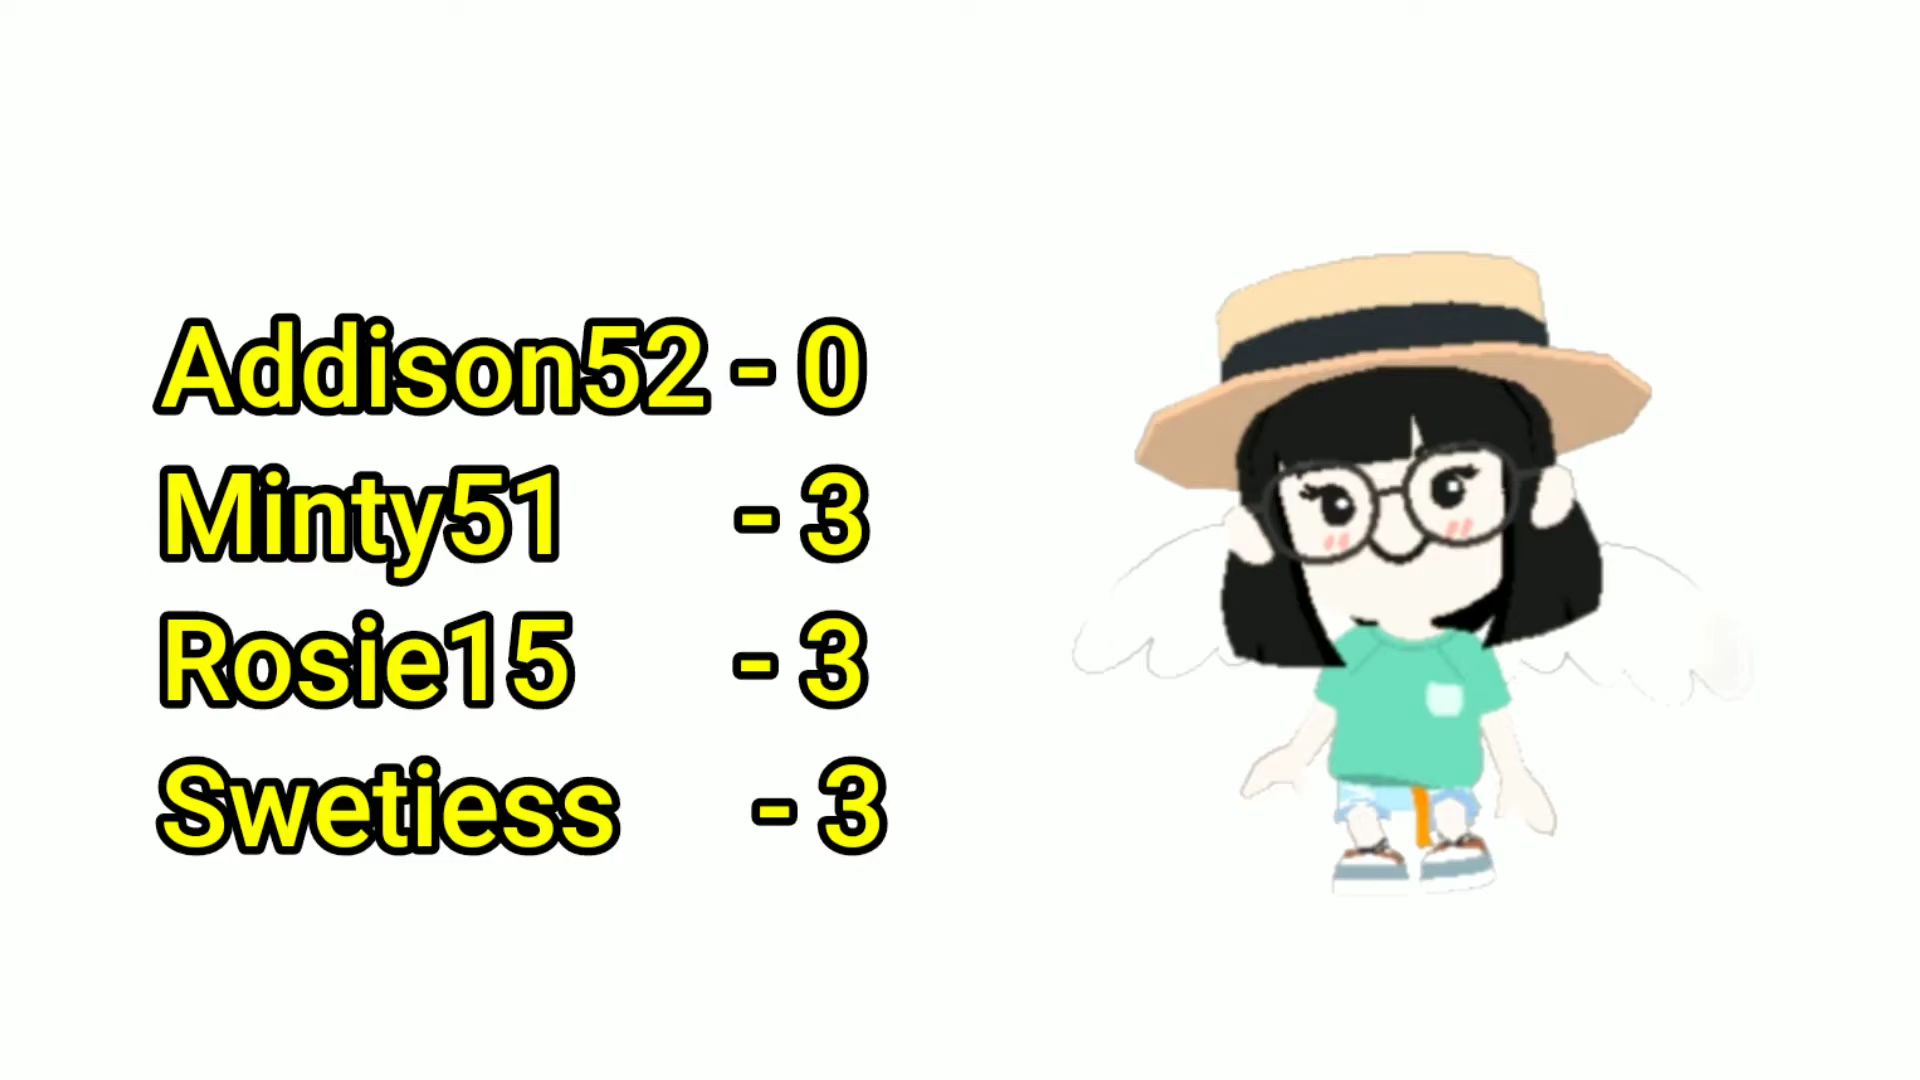 Addison52 - 0
Minty51 - 3
Rosie15 - 3
Swetiess - 3